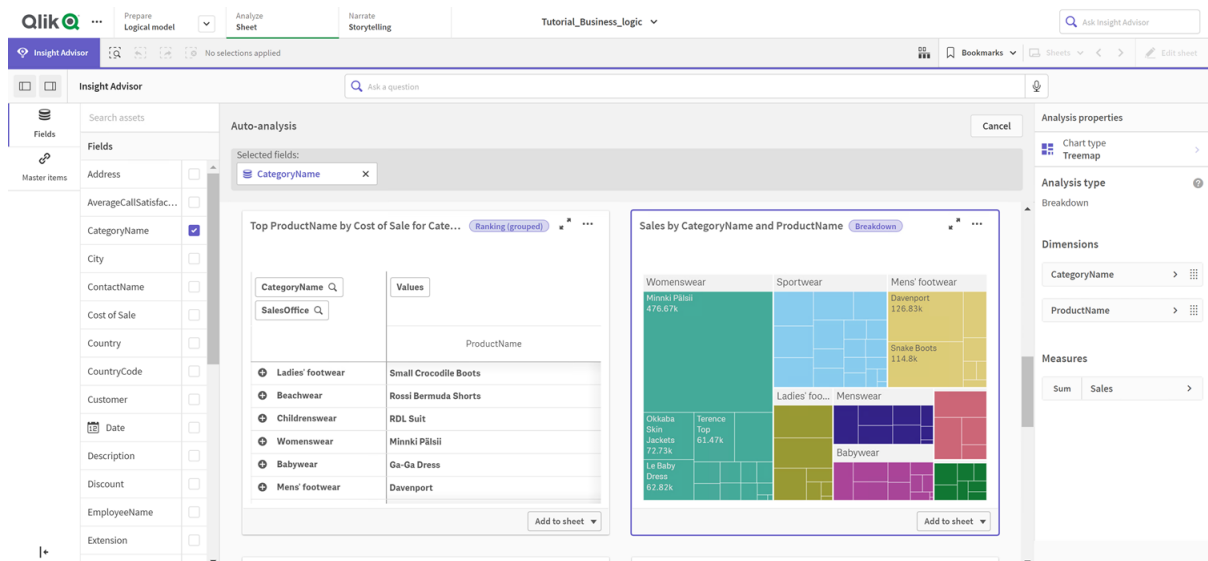 Qlik
Prepare
Logical model
Analyze
Sheet
Narrate
Storytelling
Tutorial_Business_logic
Ask Insight Advisor
Insight Advisor
No selections applied
Bookmarks
Sheets
Edit sheet
Insight Advisor
Ask a question
Fields
Master items
Search assets
Fields
Address
AverageCallSatisfac...
CategoryName
City
ContactName
Cost of Sale
Country
CountryCode
Customer
Date
Description
Discount
EmployeeName
Extension
Auto-analysis
Cancel
Selected fields:
CategoryName
Top ProductName by Cost of Sale for Cate...
Ranking (grouped)
CategoryName
Values
SalesOffice
ProductName
Ladies' footwear Small Crocodile Boots
Beachwear Rossi Bermuda Shorts
Childrenswear RDL Suit
Womenswear Minnki Pälsii
Babywear Ga-Ga Dress
Mens' footwear Davenport
Add to sheet
Sales by CategoryName and ProductName
Breakdown
Womenswear
Minnki Pälsii
476.67k
Okkaba
Skin
Jackets
72.73k
Terence
Top
61.47k
Le Baby
Dress
62.82k
Sportwear
Mens' footwear
Davenport
126.83k
Snake Boots
114.8k
Ladies' foo...
Menswear
Babywear
Add to sheet
Analysis properties
Chart type
Treemap
Analysis type
Breakdown
Dimensions
CategoryName
ProductName
Measures
Sum Sales